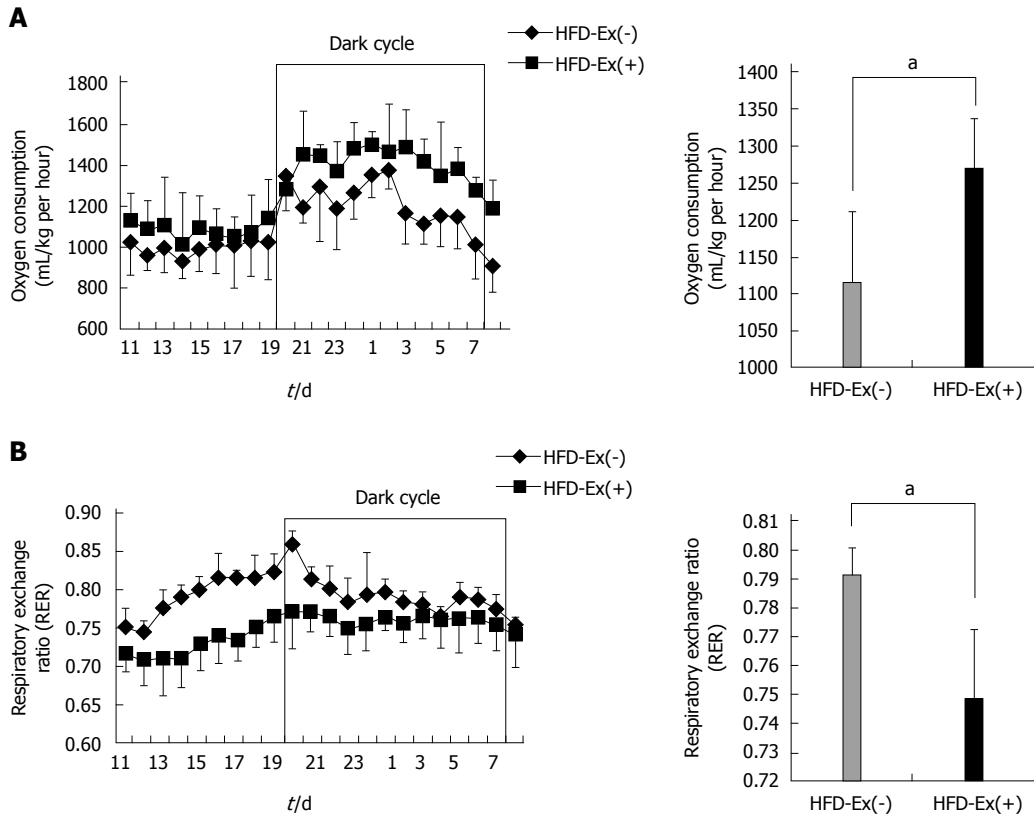 A
Dark cycle
HFD-Ex(-)
HFD-Ex(+)
Oxygen consumption
(mL/kg per hour)
1800
1600
1400
1200
1000
800
600
11 13 15 17 19 21 23 1 3 5 7
t/d
a
Oxygen consumption
(mL/kg per hour)
1400
1350
1300
1250
1200
1150
1100
1050
1000
HFD-Ex(-) HFD-Ex(+)
B
HFD-Ex(-)
HFD-Ex(+)
Dark cycle
Respiratory exchange
ratio (RER)
0.90
0.85
0.80
0.75
0.70
0.65
0.60
11 13 15 17 19 21 23 1 3 5 7
t/d
a
Respiratory exchange ratio
(RER)
0.81
0.80
0.79
0.78
0.77
0.76
0.75
0.74
0.73
0.72
HFD-Ex(-) HFD-Ex(+)